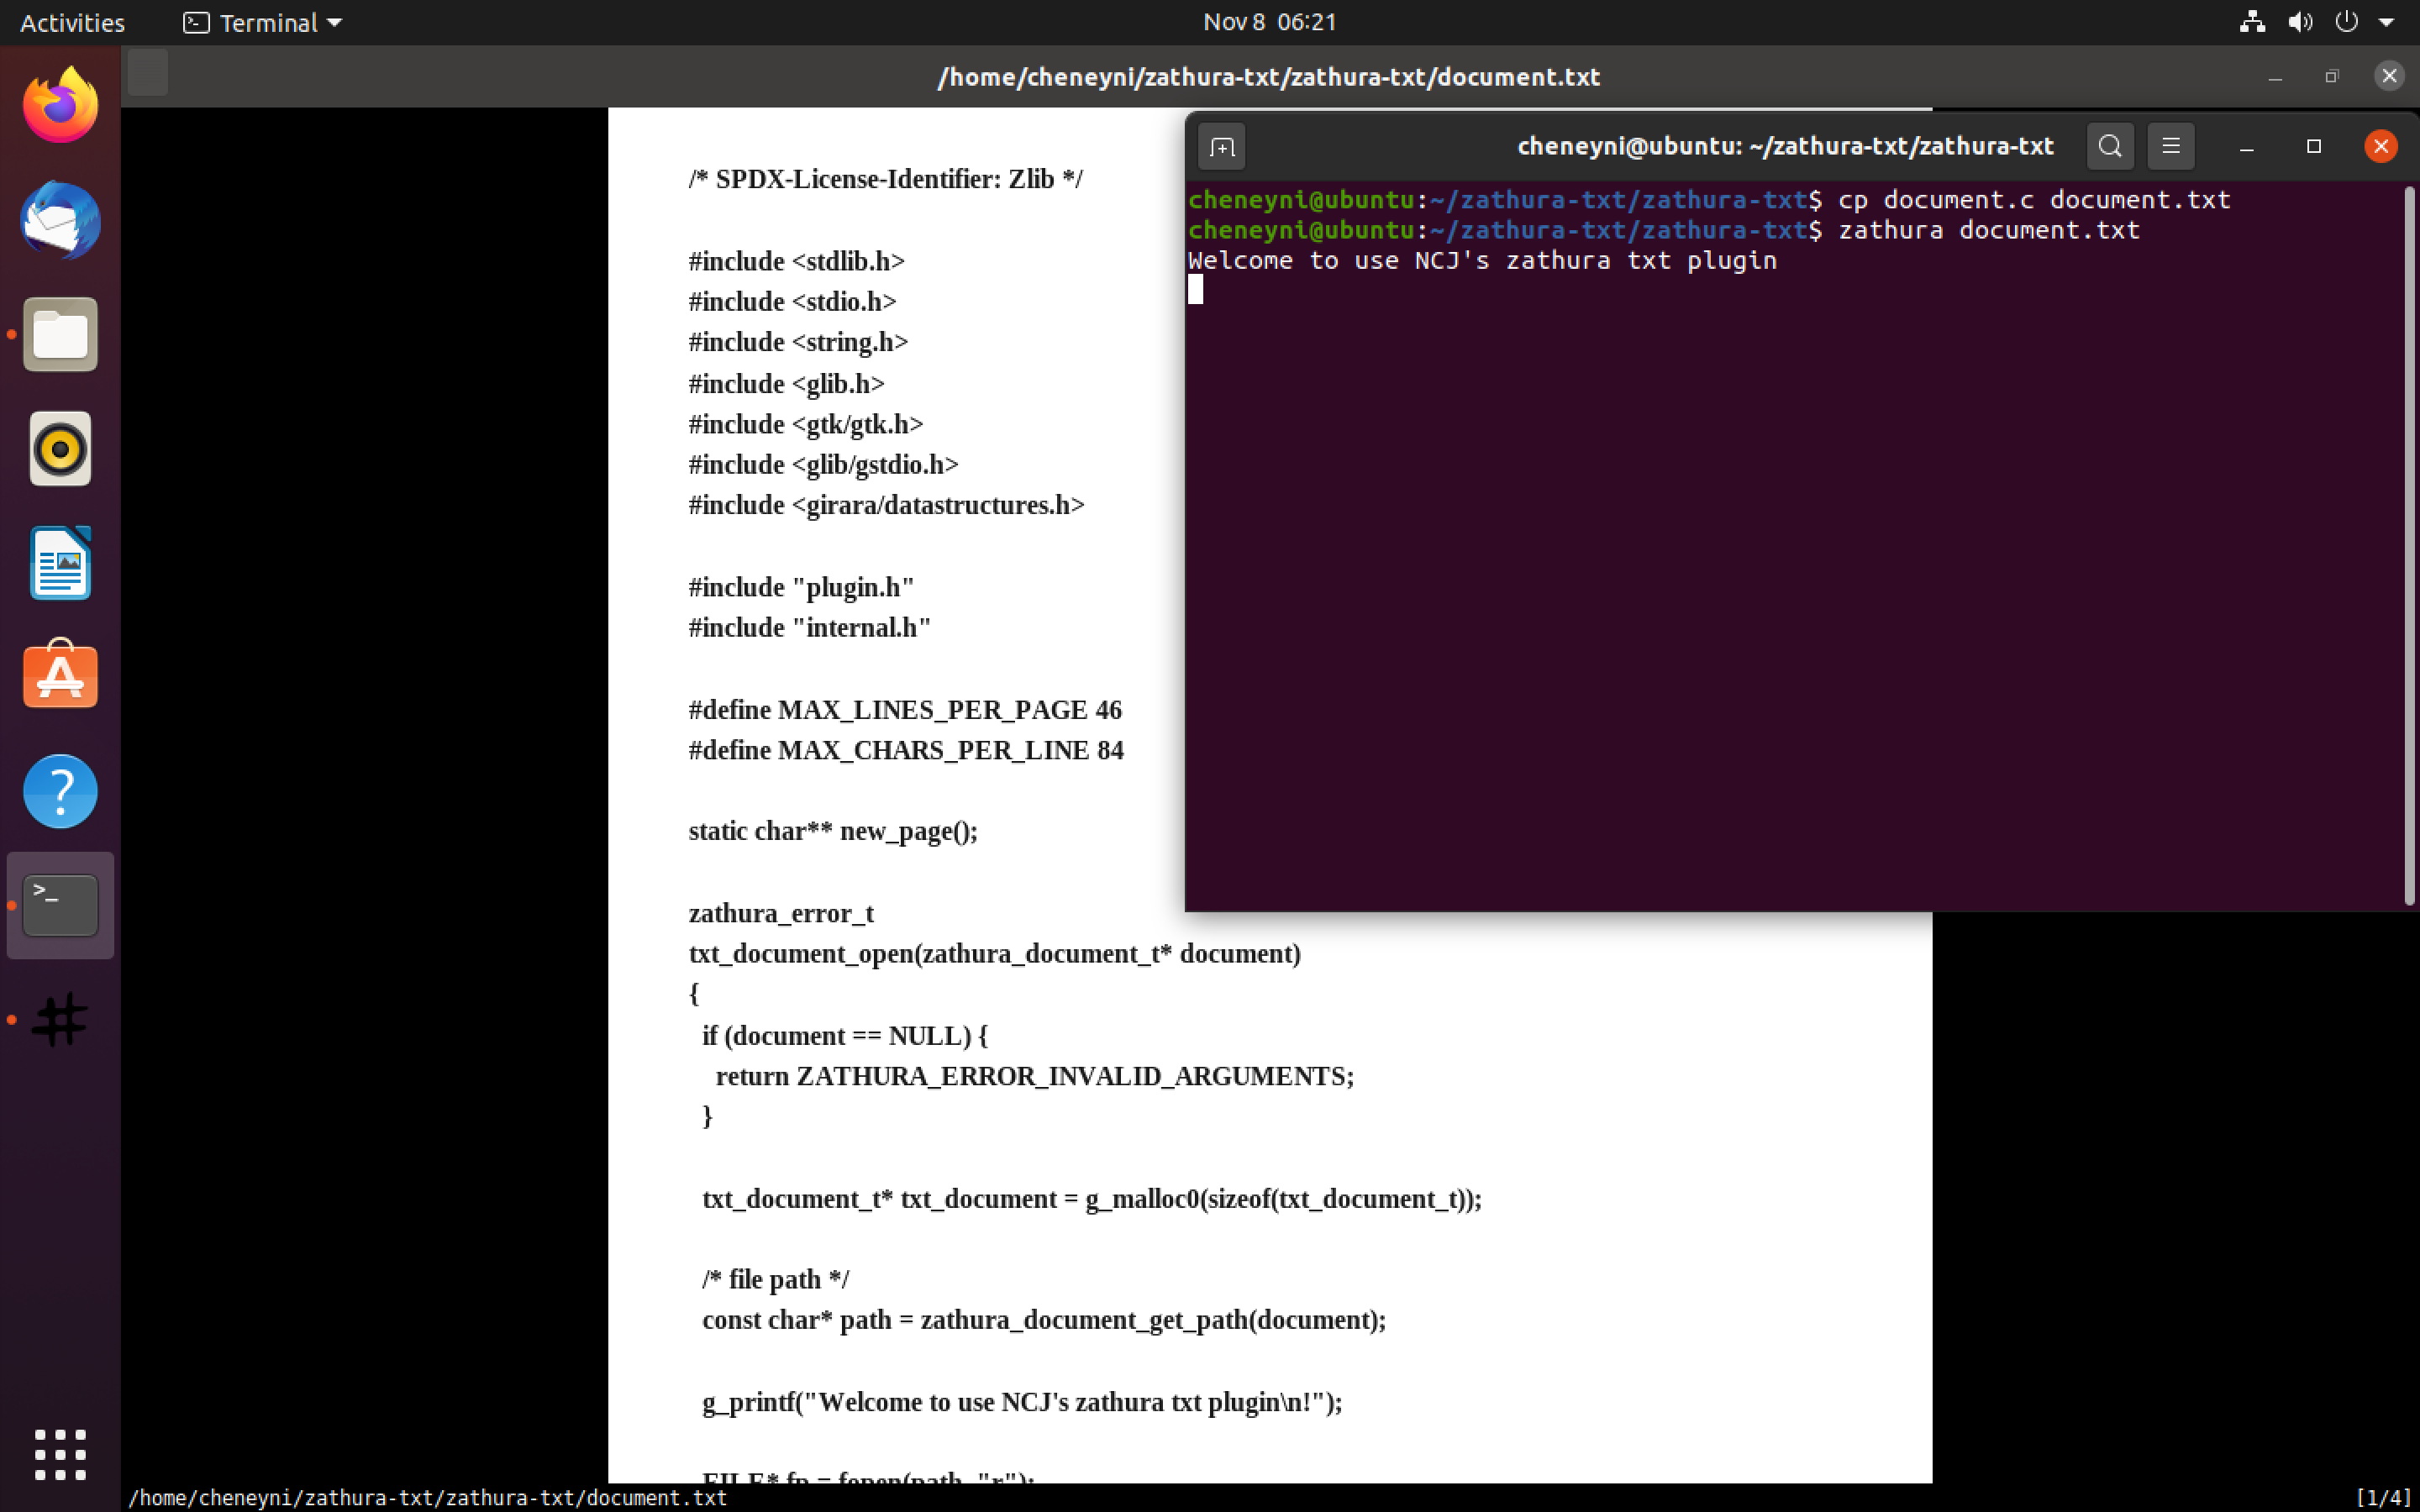 Activities
Terminal
Nov 8 06:21
/home/cheneyni/zathura-txt/zathura-txt/document.txt
/* SPDX-License-Identifier: Zlib */
#include <stdlib.h>
#include <stdio.h>
#include <string.h>
#include <glib.h>
#include <gtk/gtk.h>
#include <glib/gstdio.h>
#include <girara/datastructures.h>
#include "plugin.h"
#include "internal.h"
#define MAX_LINES_PER_PAGE 46
#define MAX_CHARS_PER_LINE 84
static char** new_page();
zathura_error_t
txt_document_open(zathura_document_t* document)
{
if (document == NULL) {
return ZATHURA_ERROR_INVALID_ARGUMENTS;
}
txt_document_t* txt_document = g_malloc0(sizeof(txt_document_t));
/* file path */
const char* path = zathura_document_get_path(document);
g_printf("Welcome to use NCJ's zathura txt plugin\n!");
FILE* fp = fopen(path, "r");
cheneyni@ubuntu: ~/zathura-txt/zathura-txt
cheneyni@ubuntu:~/zathura-txt/zathura-txt$ cp document.c document.txt
cheneyni@ubuntu:~/zathura-txt/zathura-txt$ zathura document.txt
Welcome to use NCJ's zathura txt plugin
/home/cheneyni/zathura-txt/zathura-txt/document.txt
[1/4]